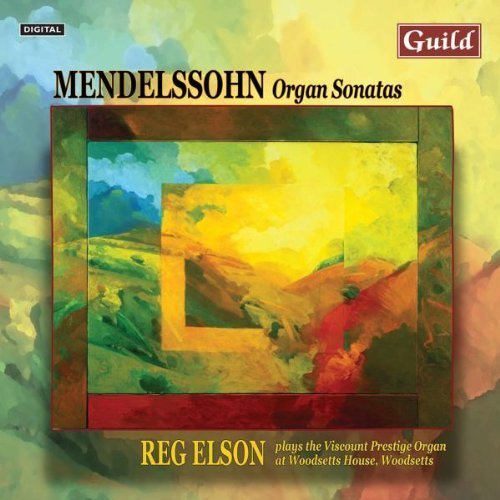 DIGITAL
Guild
MENDELSSOHN Organ Sonatas
REG ELSON plays the Viscount Prestige Organ
at Woodsetts House, Woodsetts